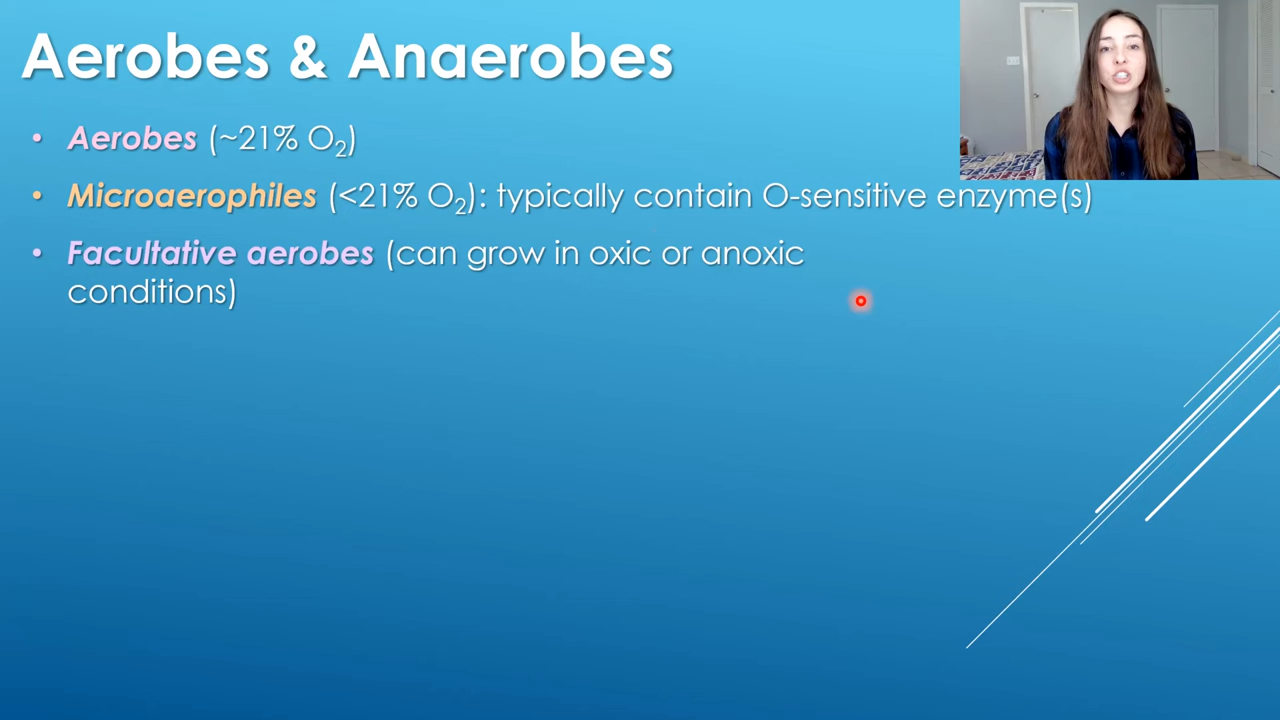 Aerobes & Anaerobes
• Aerobes (~21% O₂)
• Microaerophiles (<21% O₂): typically contain O-sensitive enzyme(s)
• Facultative aerobes (can grow in oxic or anoxic
conditions)